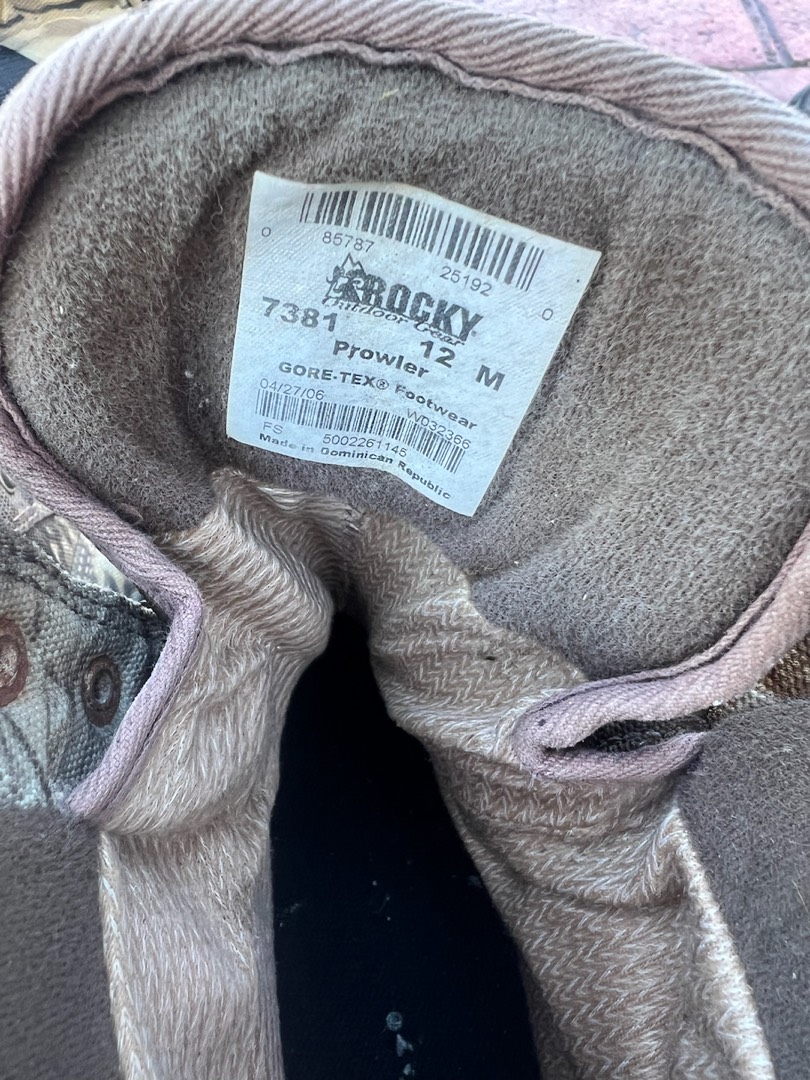 0 85787 25192 0
ROCKY
Outdoor Gear
7381 12 M
Prowler
GORE-TEX® Footwear
04/27/06 W032366
FS 5002261145
Made in Dominican Republic